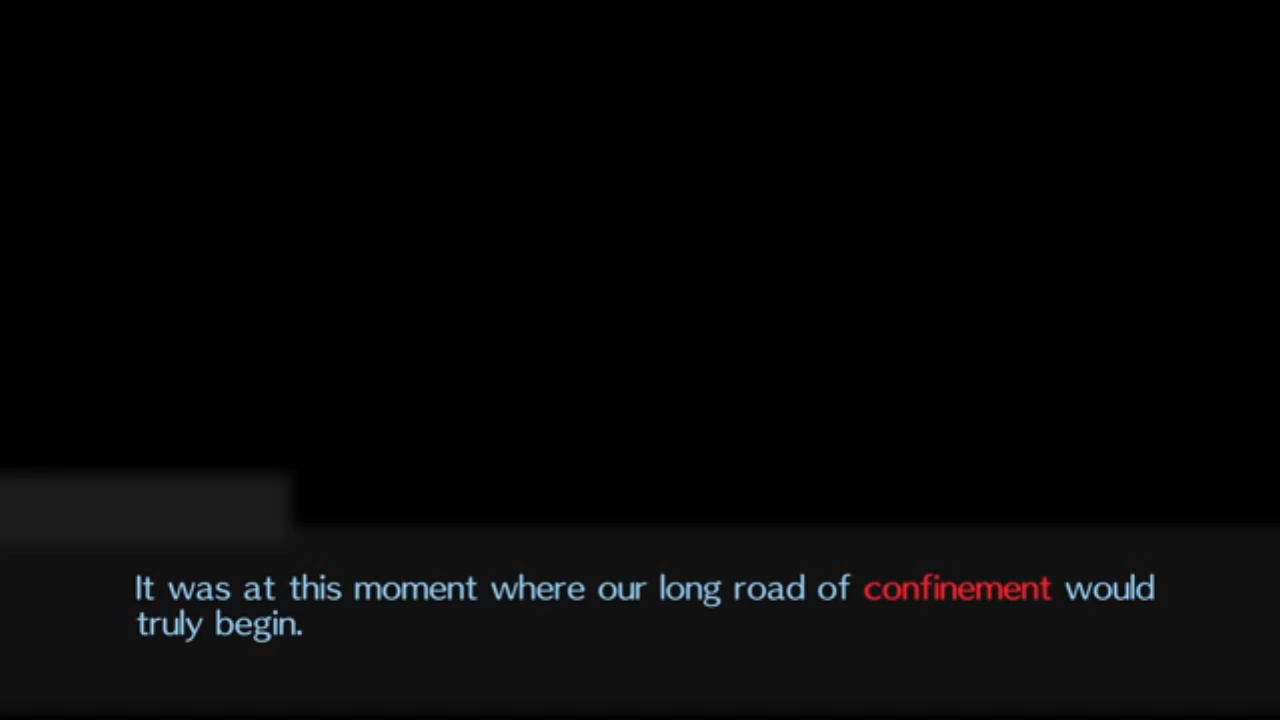 It was at this moment where our long road of confinement would
truly begin.